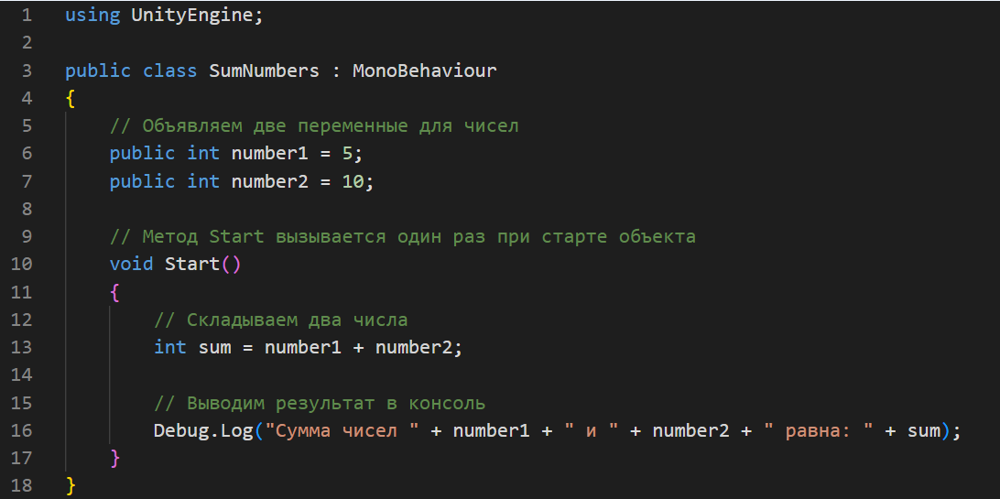 1 using UnityEngine;
2
3 public class SumNumbers : MonoBehaviour
4 {
5     // Объявляем две переменные для чисел
6     public int number1 = 5;
7     public int number2 = 10;
8
9     // Метод Start вызывается один раз при старте объекта
10     void Start()
11     {
12         // Складываем два числа
13         int sum = number1 + number2;
14
15         // Выводим результат в консоль
16         Debug.Log("Сумма чисел " + number1 + " и " + number2 + " равна: " + sum);
17     }
18 }